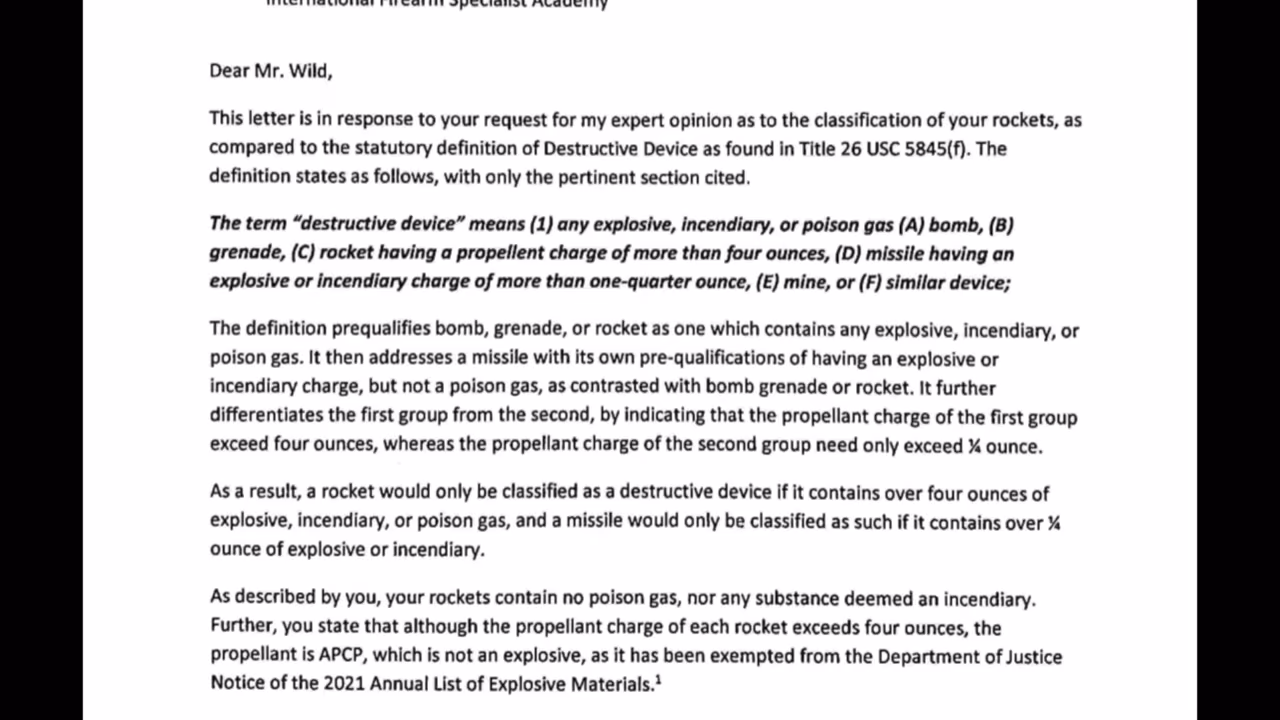 International Firearm Specialist Academy
Dear Mr. Wild,
This letter is in response to your request for my expert opinion as to the classification of your rockets, as
compared to the statutory definition of Destructive Device as found in Title 26 USC 5845(f). The
definition states as follows, with only the pertinent section cited.
The term “destructive device” means (1) any explosive, incendiary, or poison gas (A) bomb, (B)
grenade, (C) rocket having a propellent charge of more than four ounces, (D) missile having an
explosive or incendiary charge of more than one-quarter ounce, (E) mine, or (F) similar device;
The definition prequalifies bomb, grenade, or rocket as one which contains any explosive, incendiary, or
poison gas. It then addresses a missile with its own pre-qualifications of having an explosive or
incendiary charge, but not a poison gas, as contrasted with bomb grenade or rocket. It further
differentiates the first group from the second, by indicating that the propellant charge of the first group
exceed four ounces, whereas the propellant charge of the second group need only exceed ¼ ounce.
As a result, a rocket would only be classified as a destructive device if it contains over four ounces of
explosive, incendiary, or poison gas, and a missile would only be classified as such if it contains over ¼
ounce of explosive or incendiary.
As described by you, your rockets contain no poison gas, nor any substance deemed an incendiary.
Further, you state that although the propellant charge of each rocket exceeds four ounces, the
propellant is APCP, which is not an explosive, as it has been exempted from the Department of Justice
Notice of the 2021 Annual List of Explosive Materials.¹